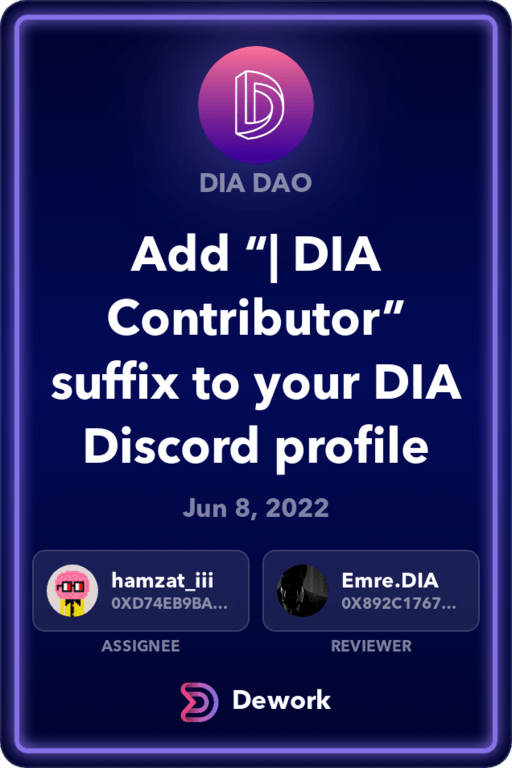 DIA DAO
Add “| DIA
Contributor”
suffix to your DIA
Discord profile
Jun 8, 2022
hamzat_iii
0XD74EB9BA...
ASSIGNEE
Emre.DIA
0X892C1767...
REVIEWER
Dework